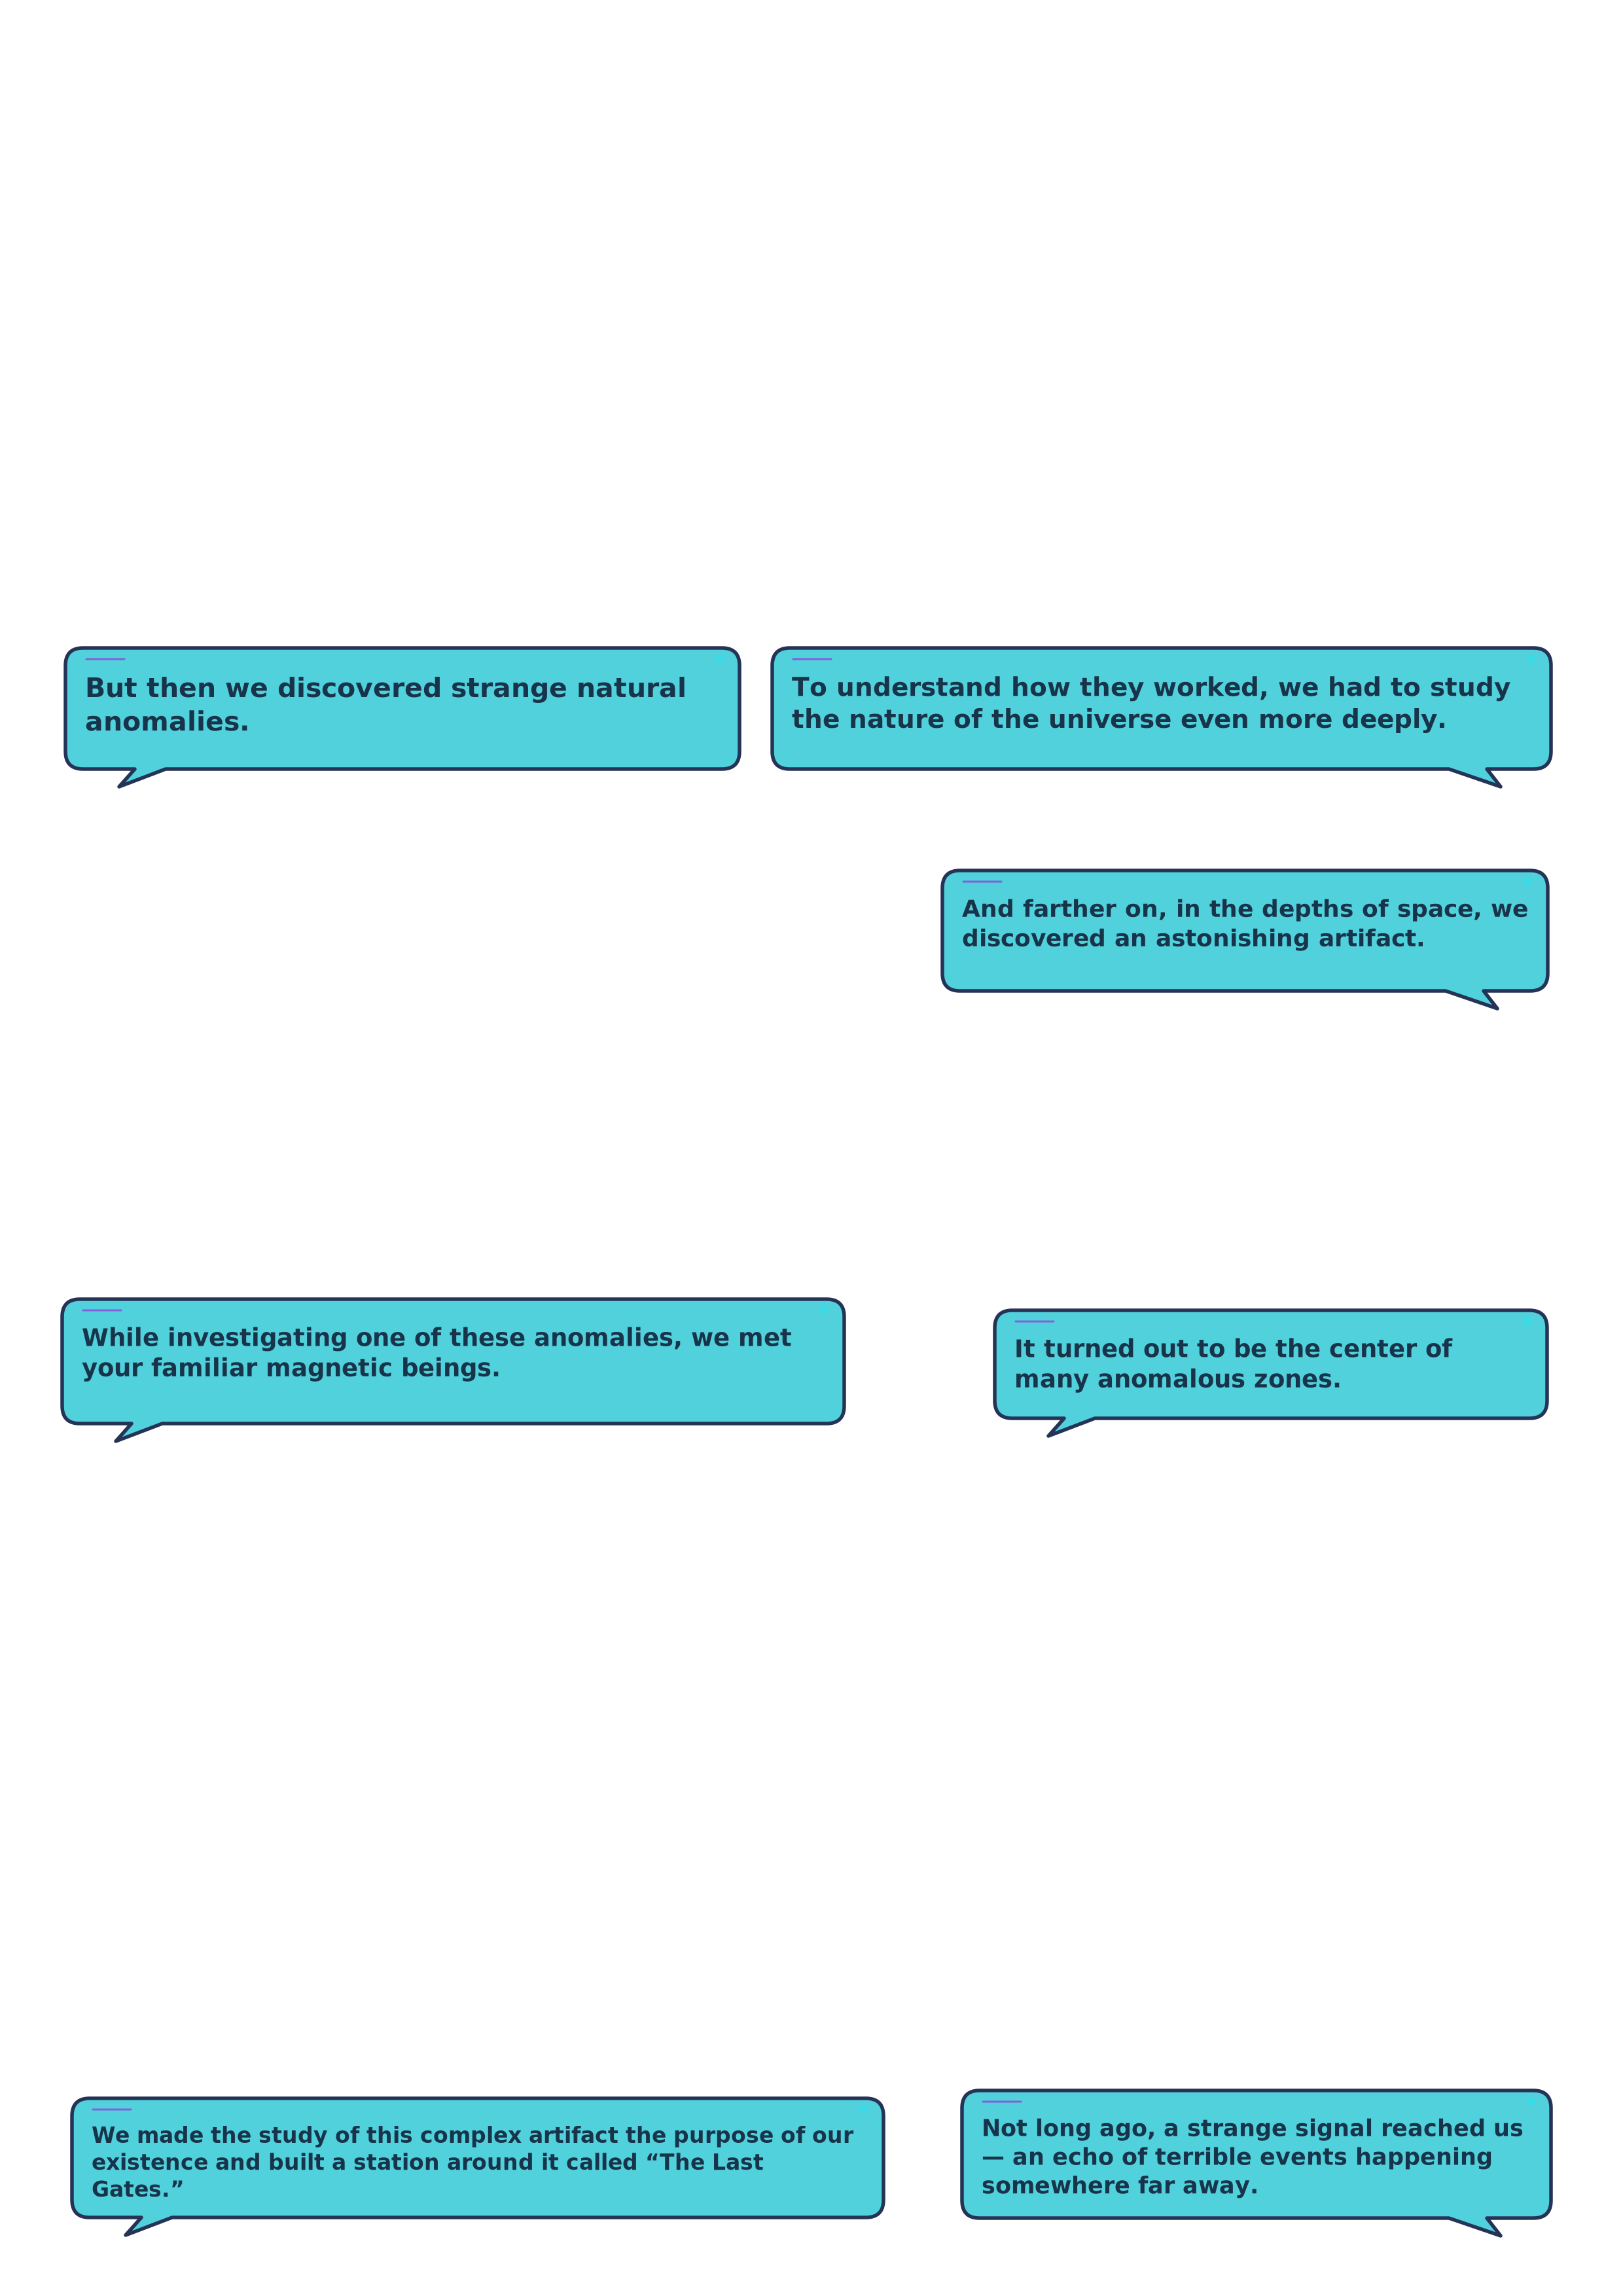 But then we discovered strange natural
anomalies.
To understand how they worked, we had to study
the nature of the universe even more deeply.
And farther on, in the depths of space, we
discovered an astonishing artifact.
While investigating one of these anomalies, we met
your familiar magnetic beings.
It turned out to be the center of
many anomalous zones.
We made the study of this complex artifact the purpose of our
existence and built a station around it called “The Last
Gates.”
Not long ago, a strange signal reached us
— an echo of terrible events happening
somewhere far away.